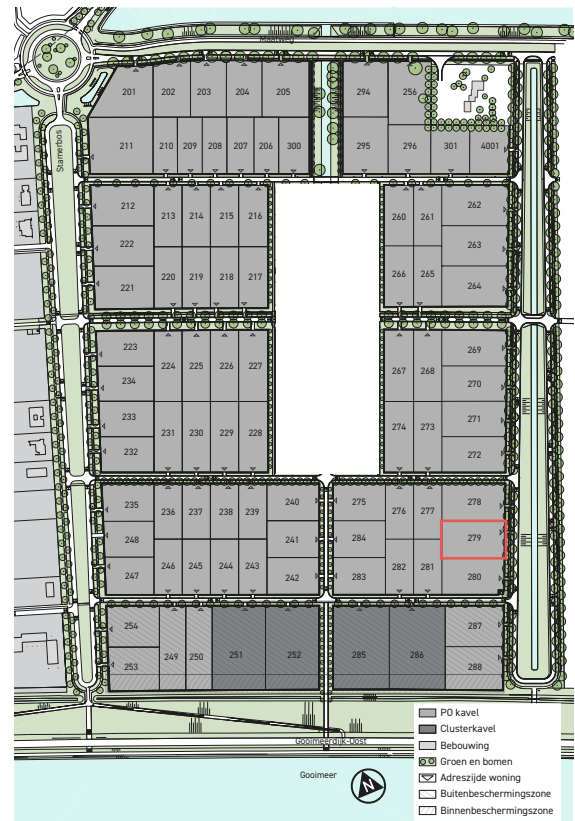 Maatweg
Stamerbos
201 202 203 204 205 294 256
211 210 209 208 207 206 300 295 296 301 4001
212 213 214 215 216 260 261 262
222 263
221 220 219 218 217 266 265 264
223 224 225 226 227 267 268 269
234 270
233 231 230 229 228 274 273 271
232 272
235 236 237 238 239 240 275 276 277 278
248 241 284 279
247 246 245 244 243 242 283 282 281 280
254 249 250 251 252 285 286 287
253 288
Gooimeerdijk-Oost
Gooimeer
N
PO kavel
Clusterkavel
Bebouwing
Groen en bomen
Adreszijde woning
Buitenbeschermingszone
Binnenbeschermingszone